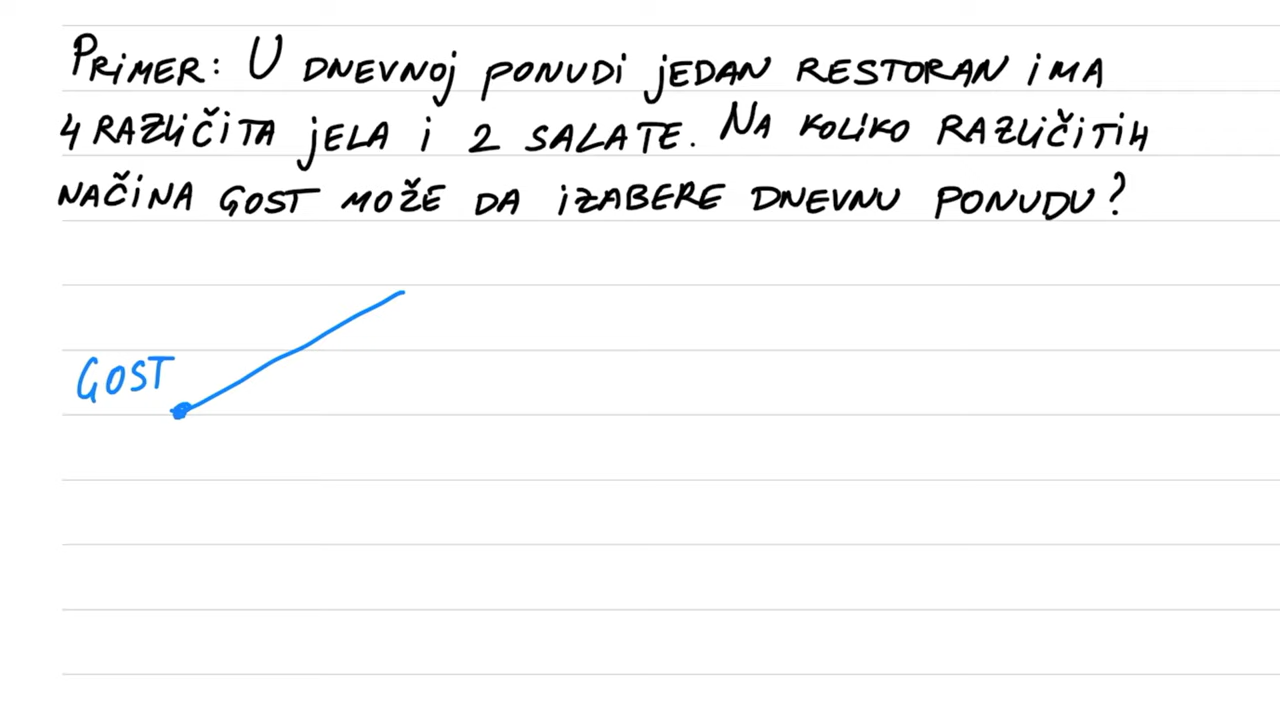 PRIMER: U DNEVNOJ PONUDI JEDAN RESTORAN IMA
4 RAZLIČITA JELA I 2 SALATE. NA KOLIKO RAZLIČITIH
NAČINA GOST MOŽE DA IZABERE DNEVNU PONUDU?
GOST